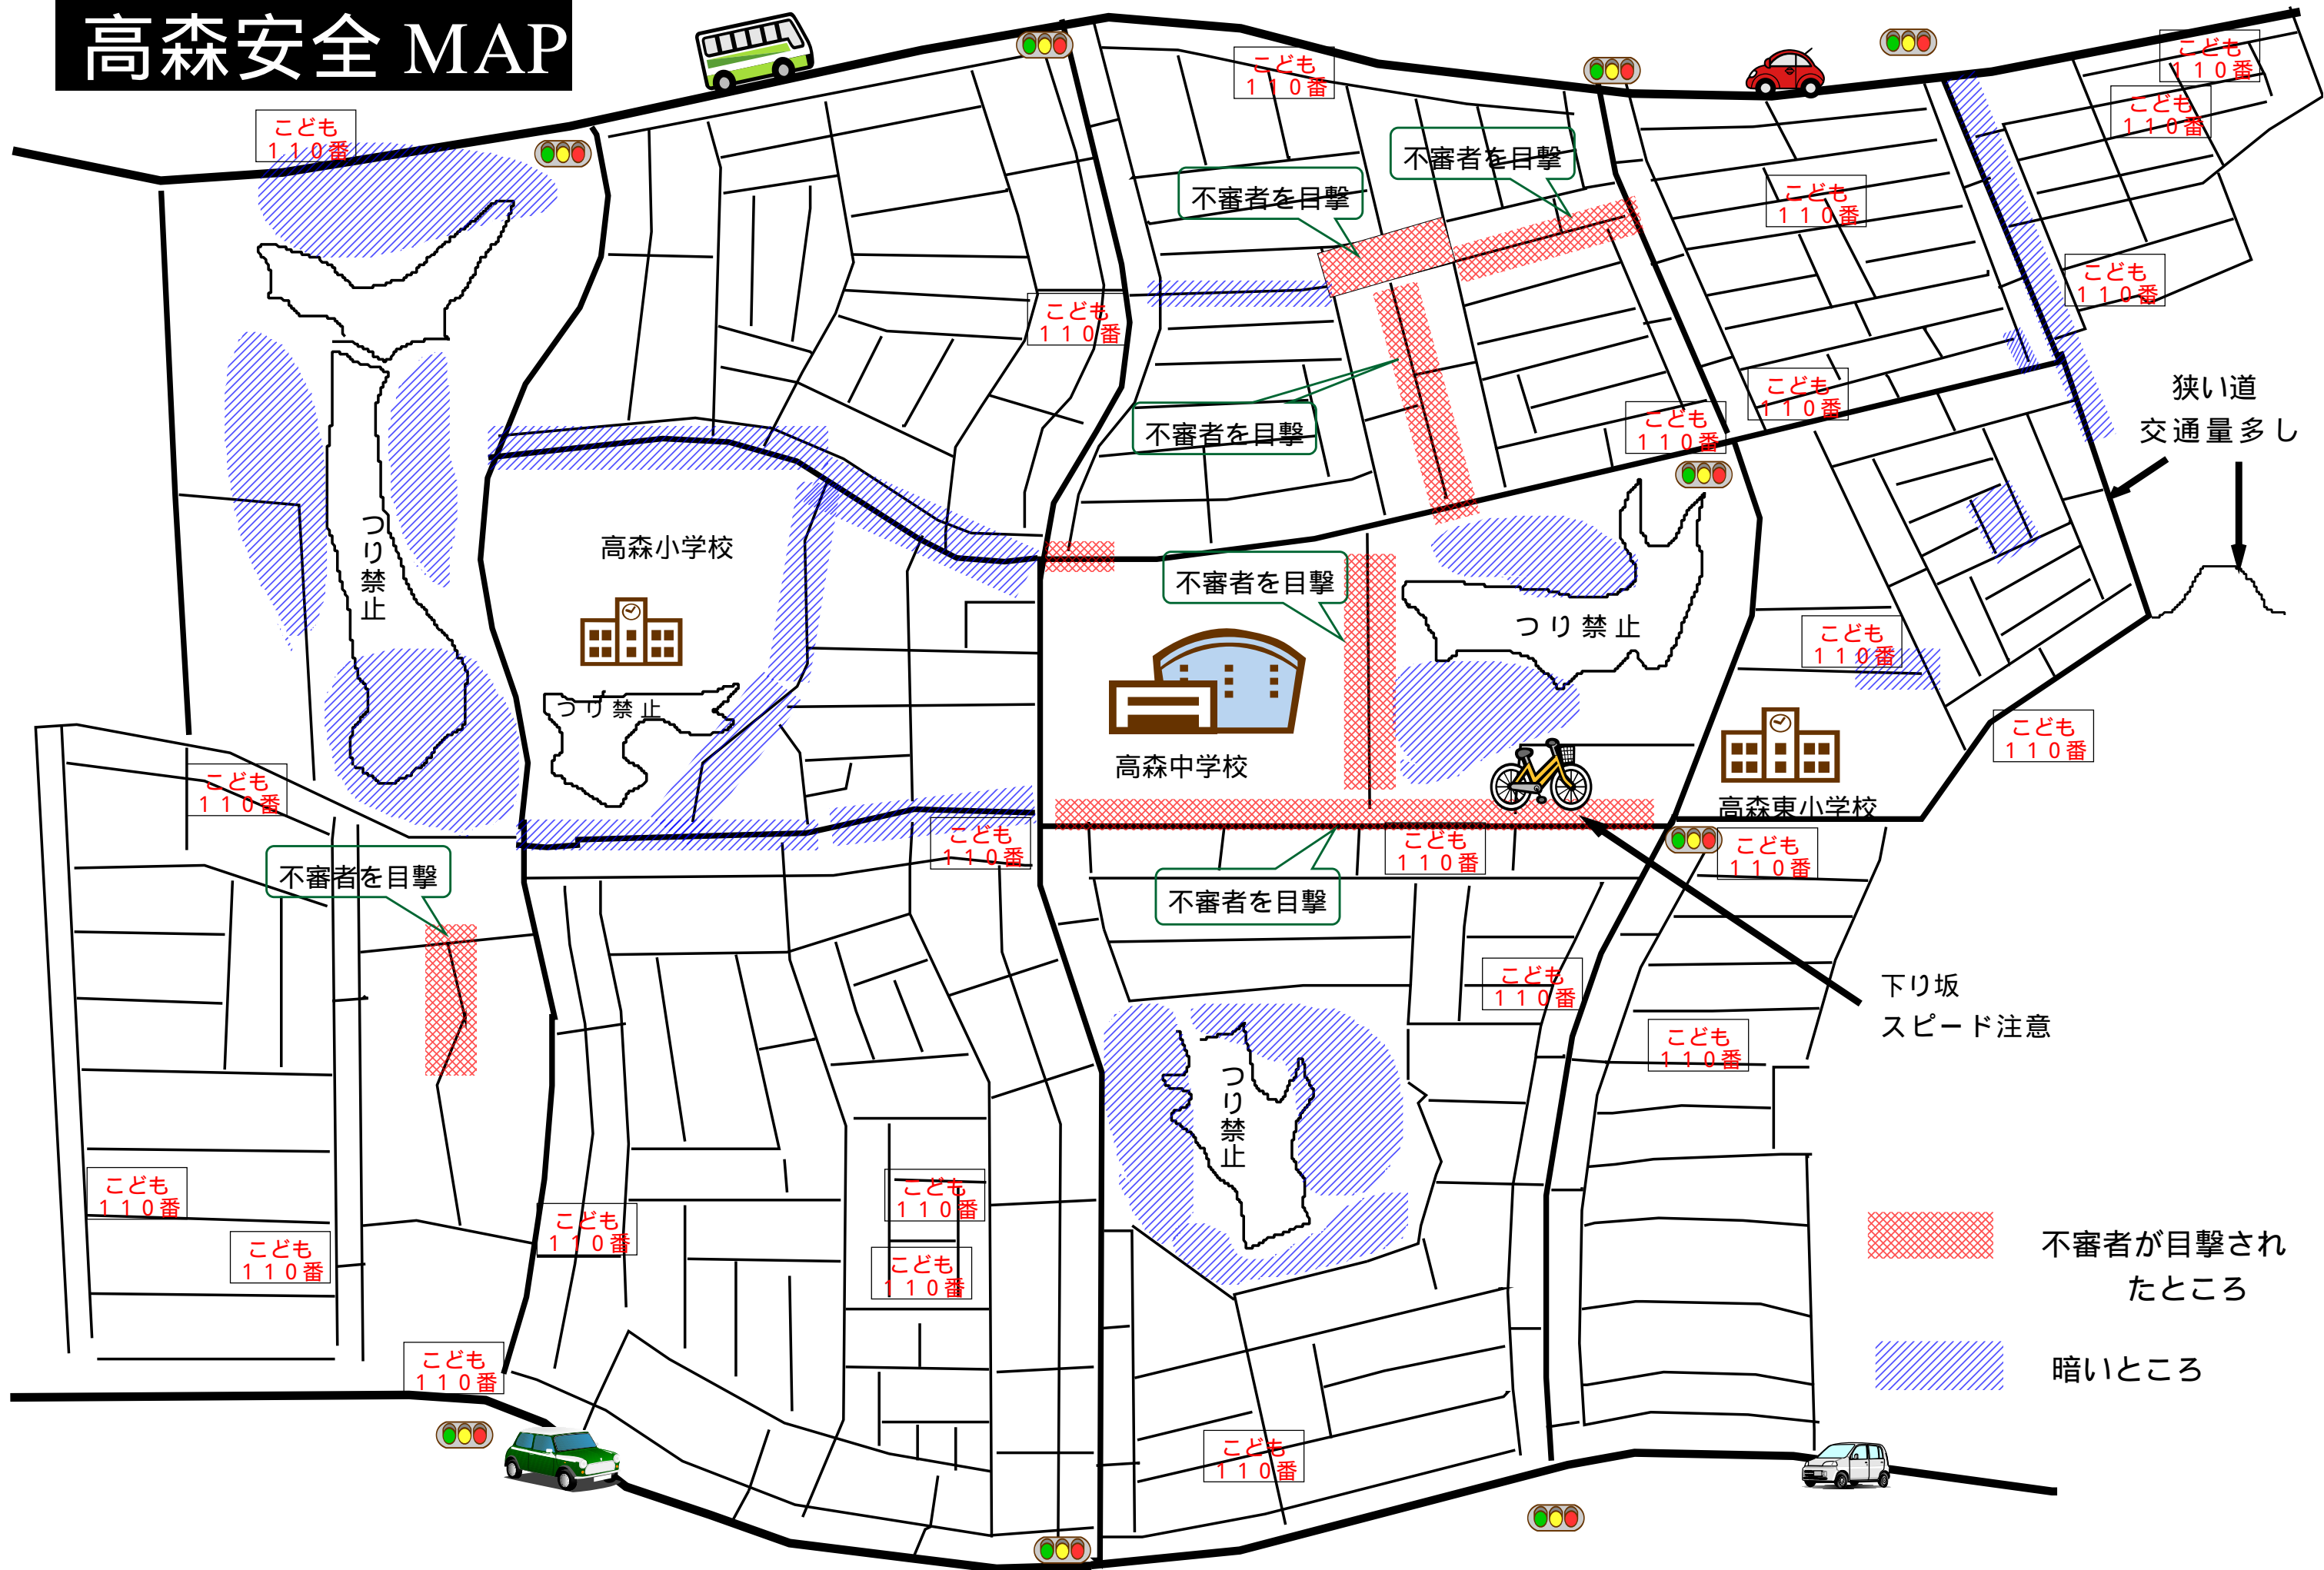 高森安全 MAP
こども
１１０番
こども
１１０番
こども
１１０番
こども
１１０番
不審者を目撃
不審者を目撃
こども
１１０番
こども
１１０番
こども
１１０番
こども
１１０番
こども
１１０番
狭い道
交通量多し
不審者を目撃
つり禁止
高森小学校
不審者を目撃
つり禁止
こども
１１０番
つり禁止
こども
１１０番
高森中学校
こども
１１０番
高森東小学校
こども
１１０番
こども
１１０番
こども
１１０番
不審者を目撃
不審者を目撃
こども
１１０番
下り坂
スピード注意
こども
１１０番
つり禁止
こども
１１０番
こども
１１０番
こども
１１０番
こども
１１０番
こども
１１０番
不審者が目撃され
たところ
暗いところ
こども
１１０番
こども
１１０番